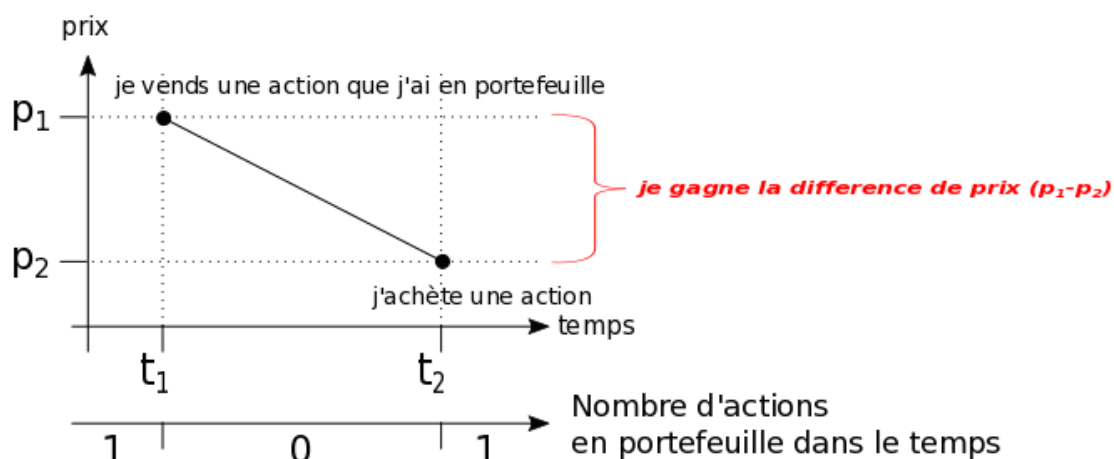 prix
je vends une action que j'ai en portefeuille
p₁
je gagne la difference de prix (p₁-p₂)
p₂
j'achète une action
temps
t₁ t₂
Nombre d'actions
en portefeuille dans le temps
1 0 1